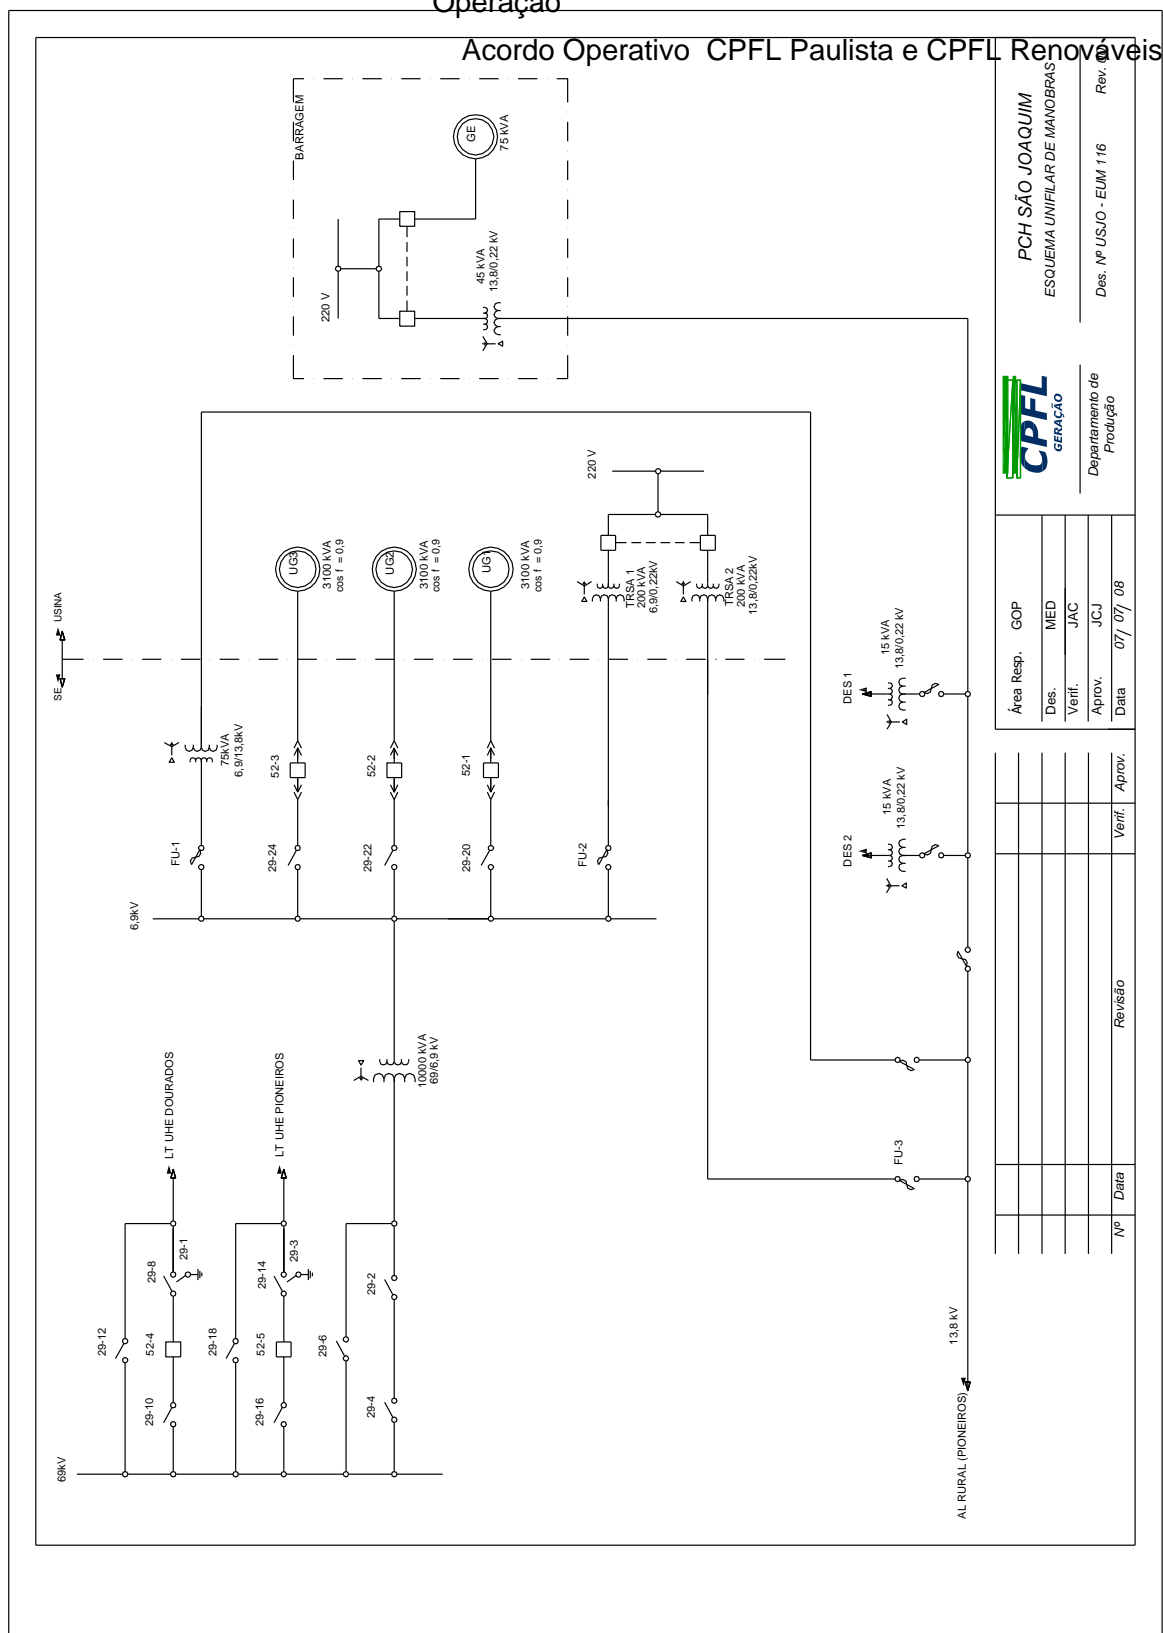 Operação
Acordo Operativo CPFL Paulista e CPFL Renováveis
BARRAGEM
GE
75 kVA
220 V
45 kVA
13,8/0,22 kV
SE
USINA
FU-1
75kVA
6,9/13,8kV
29-24
52-3
UG3
3100 kVA
cos f = 0,9
29-22
52-2
UG2
3100 kVA
cos f = 0,9
29-20
52-1
UG1
3100 kVA
cos f = 0,9
FU-2
TRSA 1
200 kVA
6,9/0,22kV
TRSA 2
200 kVA
13,8/0,22kV
220 V
6,9kV
10000 kVA
69/6,9 kV
LT UHE DOURADOS
LT UHE PIONEIROS
29-12
29-10
52-4
29-8
29-1
29-18
29-16
52-5
29-14
29-3
29-6
29-4
29-2
69kV
DES 1
15 kVA
13,8/0,22 kV
DES 2
15 kVA
13,8/0,22 kV
FU-3
13,8 kV
AL RURAL (PIONEIROS)
Nº Data Revisão Verif. Aprov.
Área Resp. GOP
Des. MED
Verif. JAC
Aprov. JCJ
Data 07/ 07/ 08
CPFL
GERAÇÃO
Departamento de
Produção
PCH SÃO JOAQUIM
ESQUEMA UNIFILAR DE MANOBRAS
Des. Nº USJO - EUM 116 Rev.